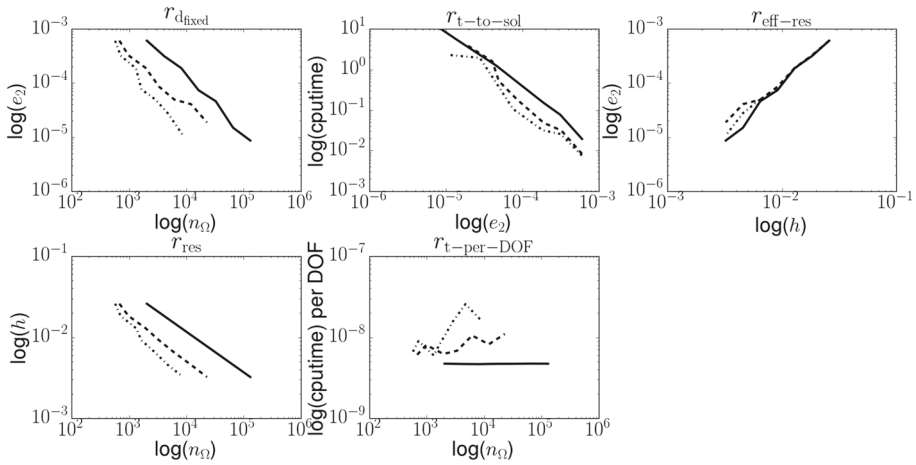 r_{d_{fixed}}
10^{-3}
10^{-4}
10^{-5}
10^{-6}
log(e_2)
10^2 10^3 10^4 10^5 10^6
log(n_Ω)
r_{t-to-sol}
10^1
10^0
10^{-1}
10^{-2}
10^{-3}
log(cputime)
10^{-6} 10^{-5} 10^{-4} 10^{-3}
log(e_2)
r_{eff-res}
10^{-3}
10^{-4}
10^{-5}
10^{-6}
log(e_2)
10^{-3} 10^{-2} 10^{-1}
log(h)
r_{res}
10^{-1}
10^{-2}
10^{-3}
log(h)
10^2 10^3 10^4 10^5 10^6
log(n_Ω)
r_{t-per-DOF}
10^{-7}
10^{-8}
10^{-9}
log(cputime) per DOF
10^2 10^3 10^4 10^5 10^6
log(n_Ω)